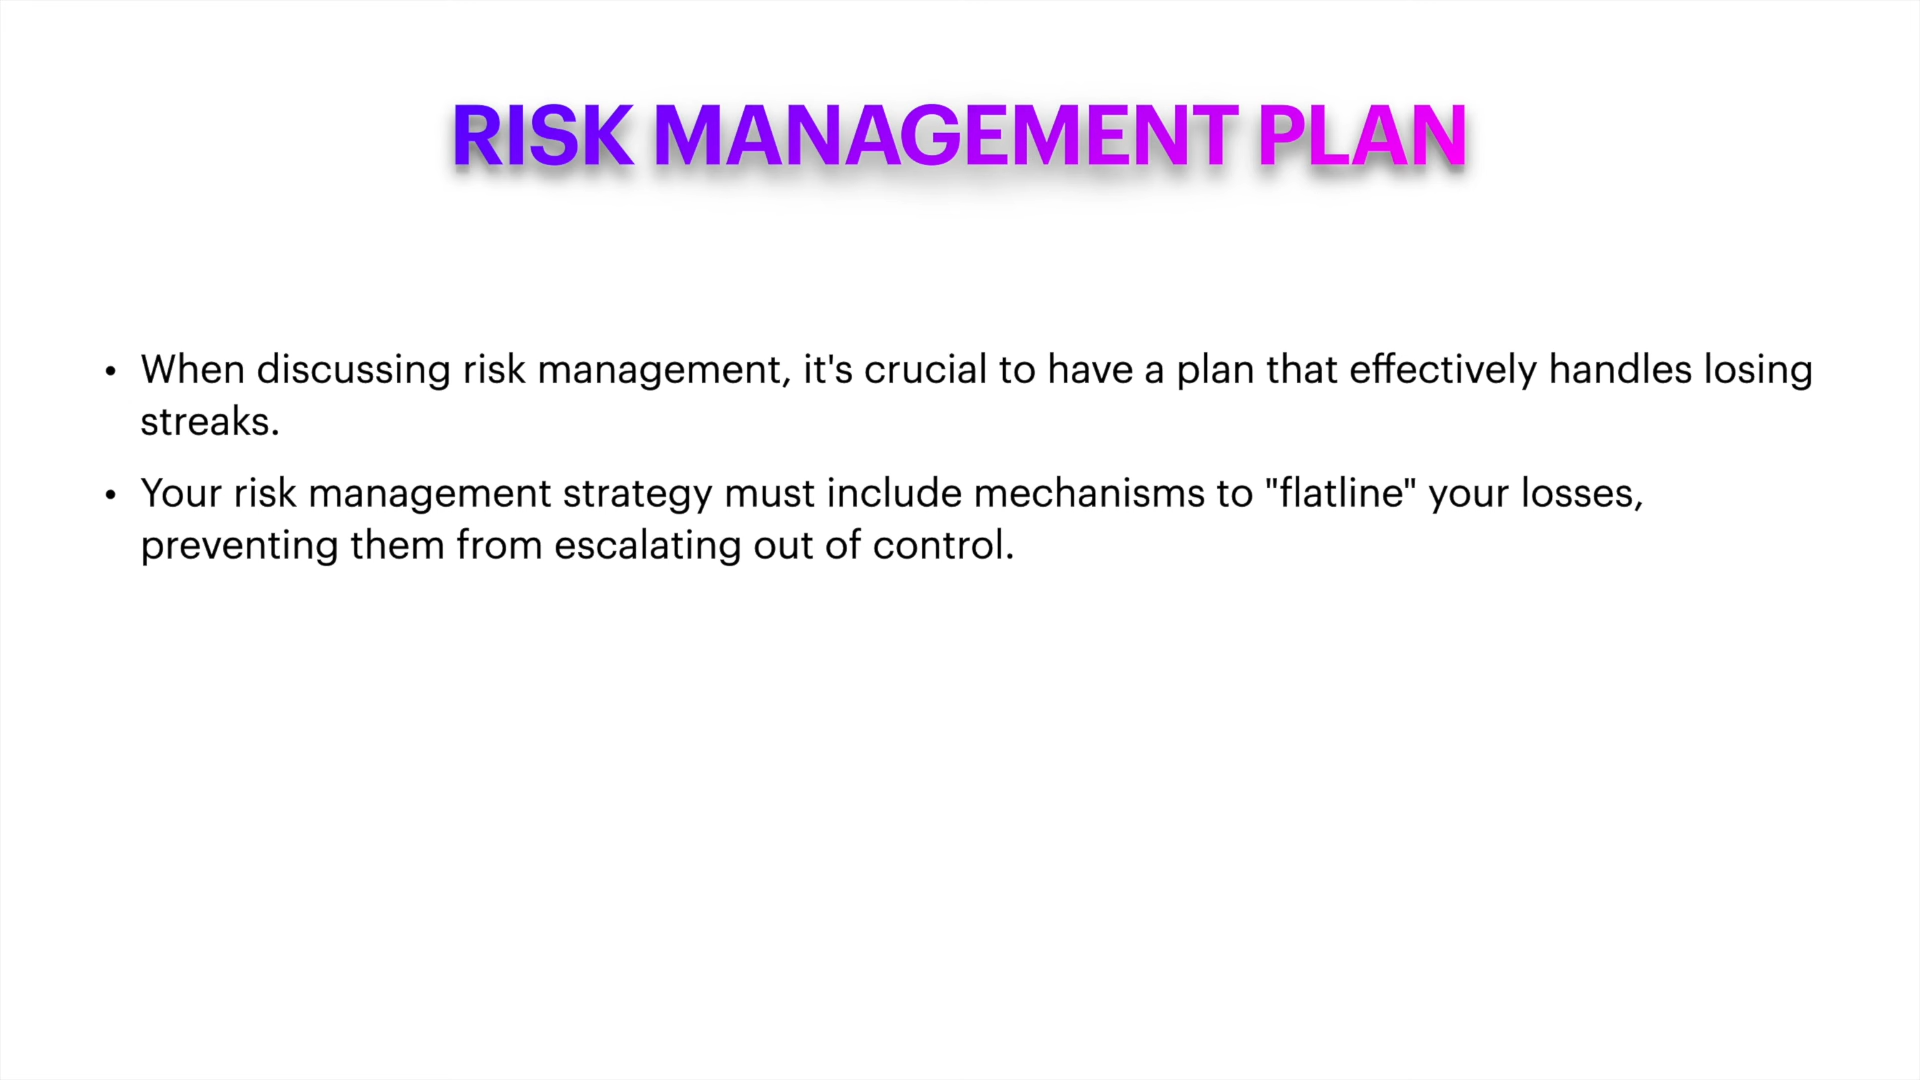 RISK MANAGEMENT PLAN
• When discussing risk management, it's crucial to have a plan that effectively handles losing
streaks.
• Your risk management strategy must include mechanisms to "flatline" your losses,
preventing them from escalating out of control.